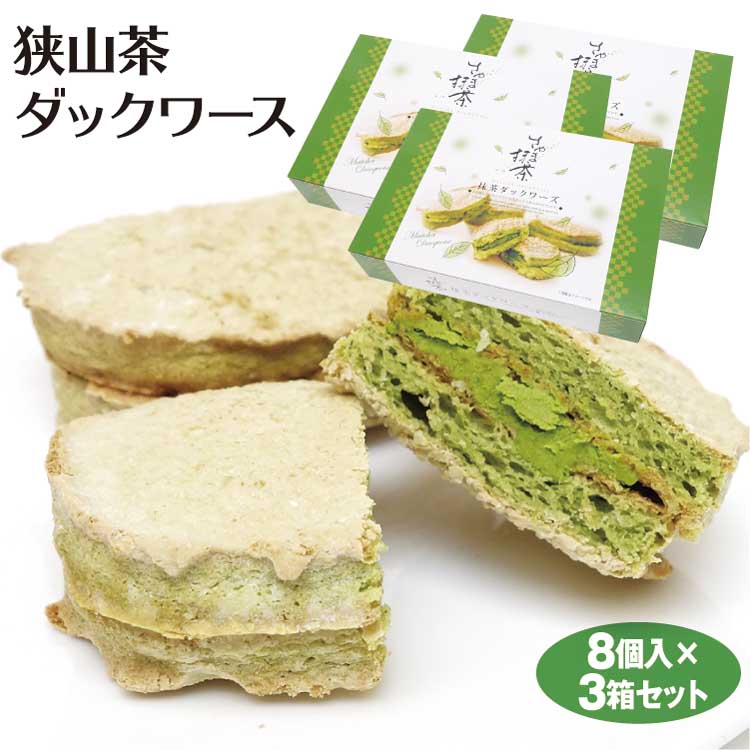 狭山茶
ダックワース
さやま
抹茶
抹茶ダックワーズ
Matcha
Dacquoise
8個入×
3箱セット